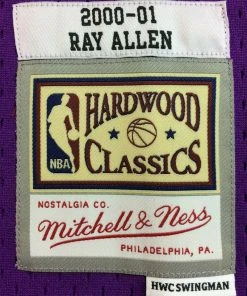 2000-01
RAY ALLEN
NBA
HARDWOOD
CLASSICS
NOSTALGIA CO.
Mitchell & Ness
PHILADELPHIA, PA.
HWC SWINGMAN